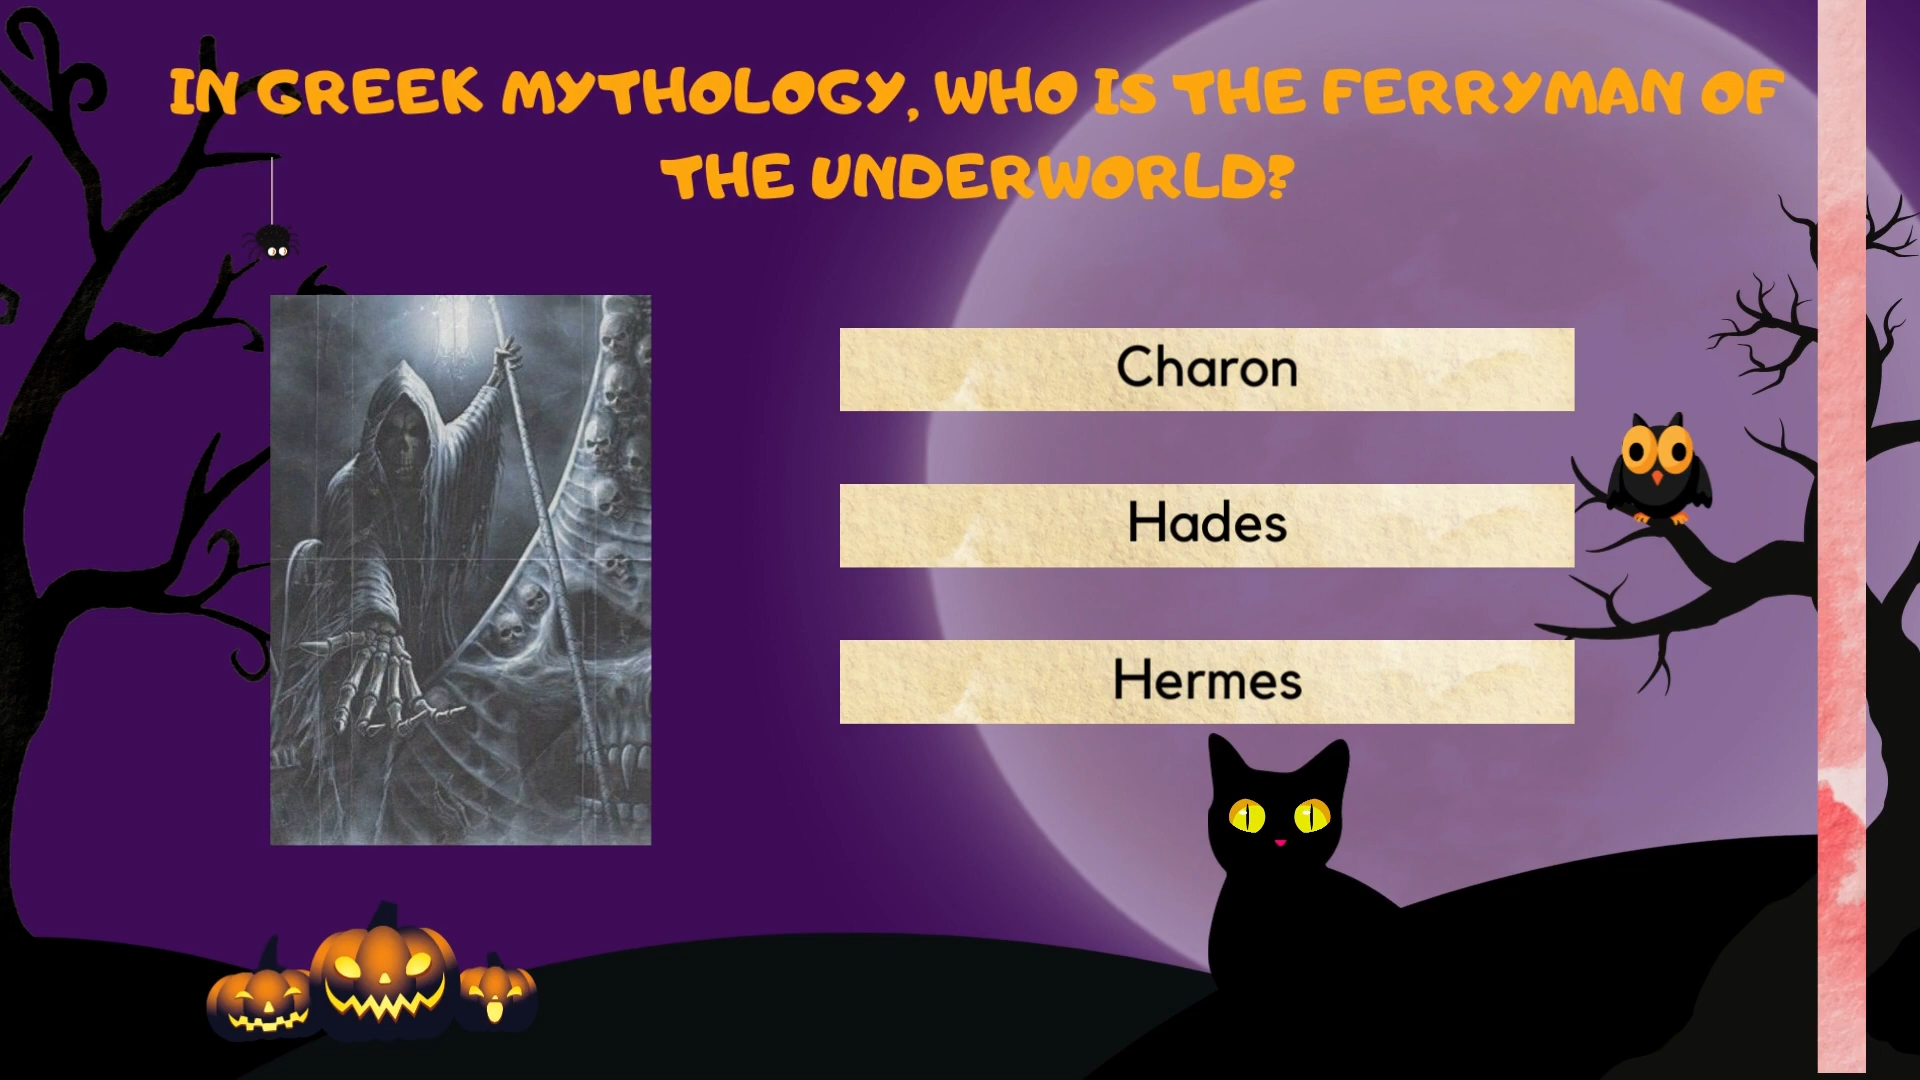 IN GREEK MYTHOLOGY, WHO IS THE FERRYMAN OF
THE UNDERWORLD?
Charon
Hades
Hermes